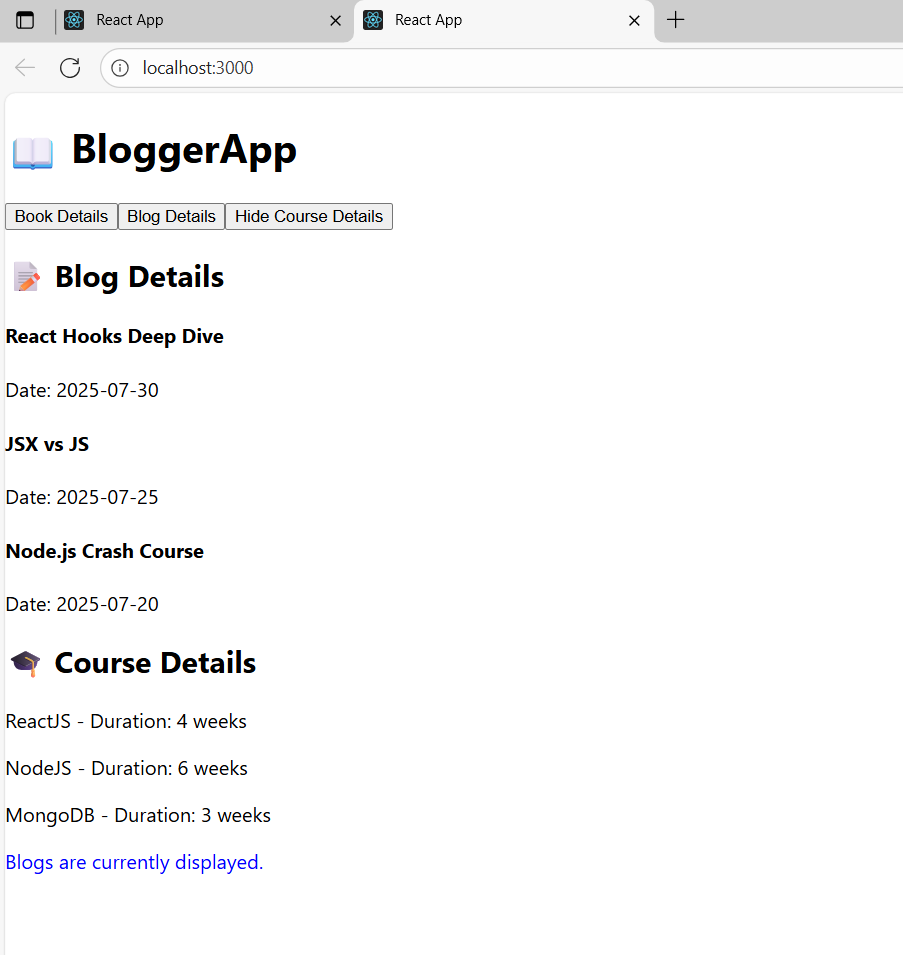 React App
React App
localhost:3000
BloggerApp
Book Details Blog Details Hide Course Details
Blog Details
React Hooks Deep Dive
Date: 2025-07-30
JSX vs JS
Date: 2025-07-25
Node.js Crash Course
Date: 2025-07-20
Course Details
ReactJS - Duration: 4 weeks
NodeJS - Duration: 6 weeks
MongoDB - Duration: 3 weeks
Blogs are currently displayed.